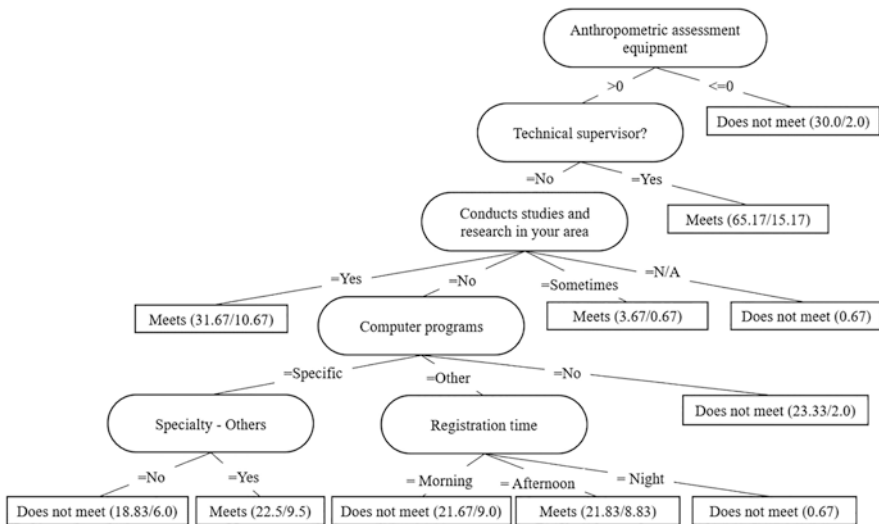 Anthropometric assessment
equipment
>0
<=0
Technical supervisor?
Does not meet (30.0/2.0)
=No
=Yes
Conducts studies and
research in your area
Meets (65.17/15.17)
=Yes
=No
=Sometimes
=N/A
Meets (31.67/10.67)
Computer programs
Meets (3.67/0.67)
Does not meet (0.67)
=Specific
=Other
=No
Specialty - Others
Registration time
Does not meet (23.33/2.0)
=No
=Yes
= Morning
= Afternoon
= Night
Does not meet (18.83/6.0)
Meets (22.5/9.5)
Does not meet (21.67/9.0)
Meets (21.83/8.83)
Does not meet (0.67)